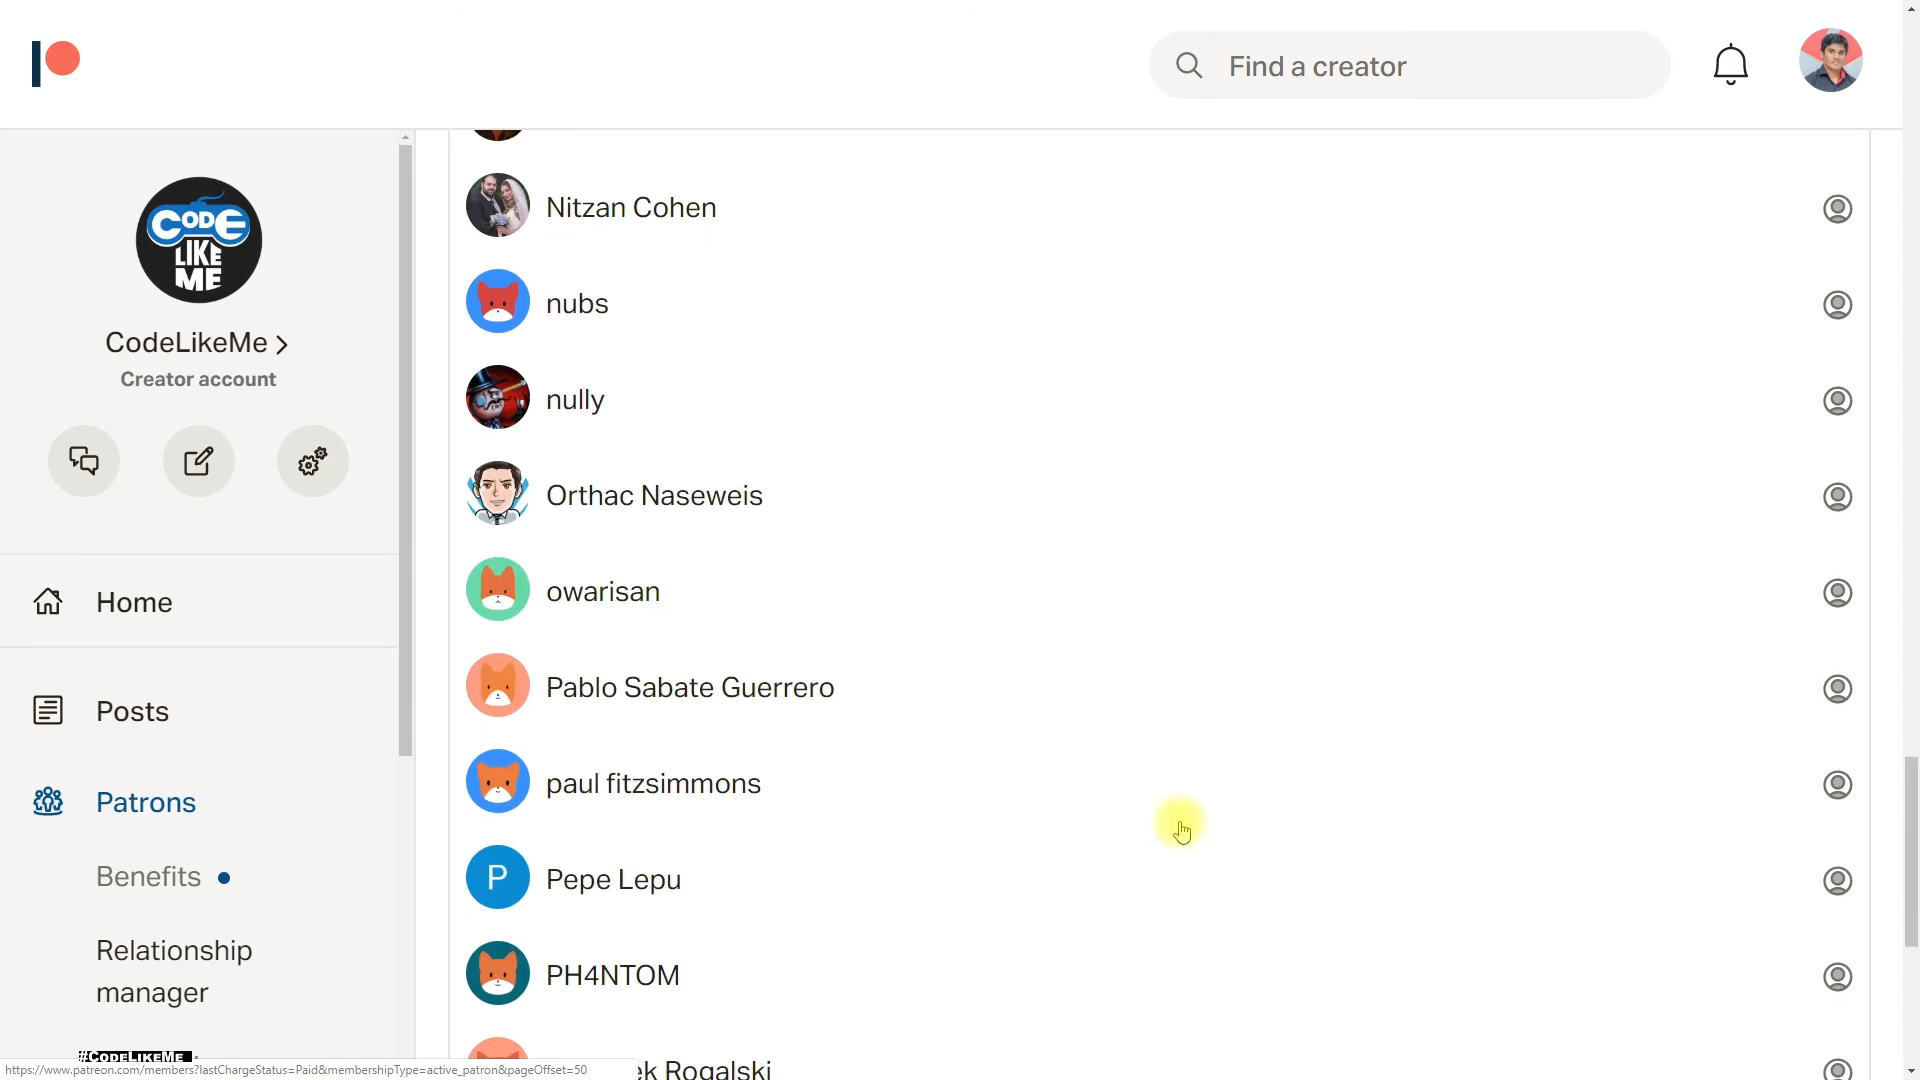 Find a creator
CODE
LIKE
ME
CodeLikeMe
Creator account
Home
Posts
Patrons
Benefits
Relationship
manager
#CodeLikeMe
https://www.patreon.com/members?lastChargeStatus=Paid&membershipType=active_patron&pageOffset=50
Nitzan Cohen
nubs
nully
Orthac Naseweis
owarisan
Pablo Sabate Guerrero
paul fitzsimmons
P
Pepe Lepu
PH4NTOM
Rogalski